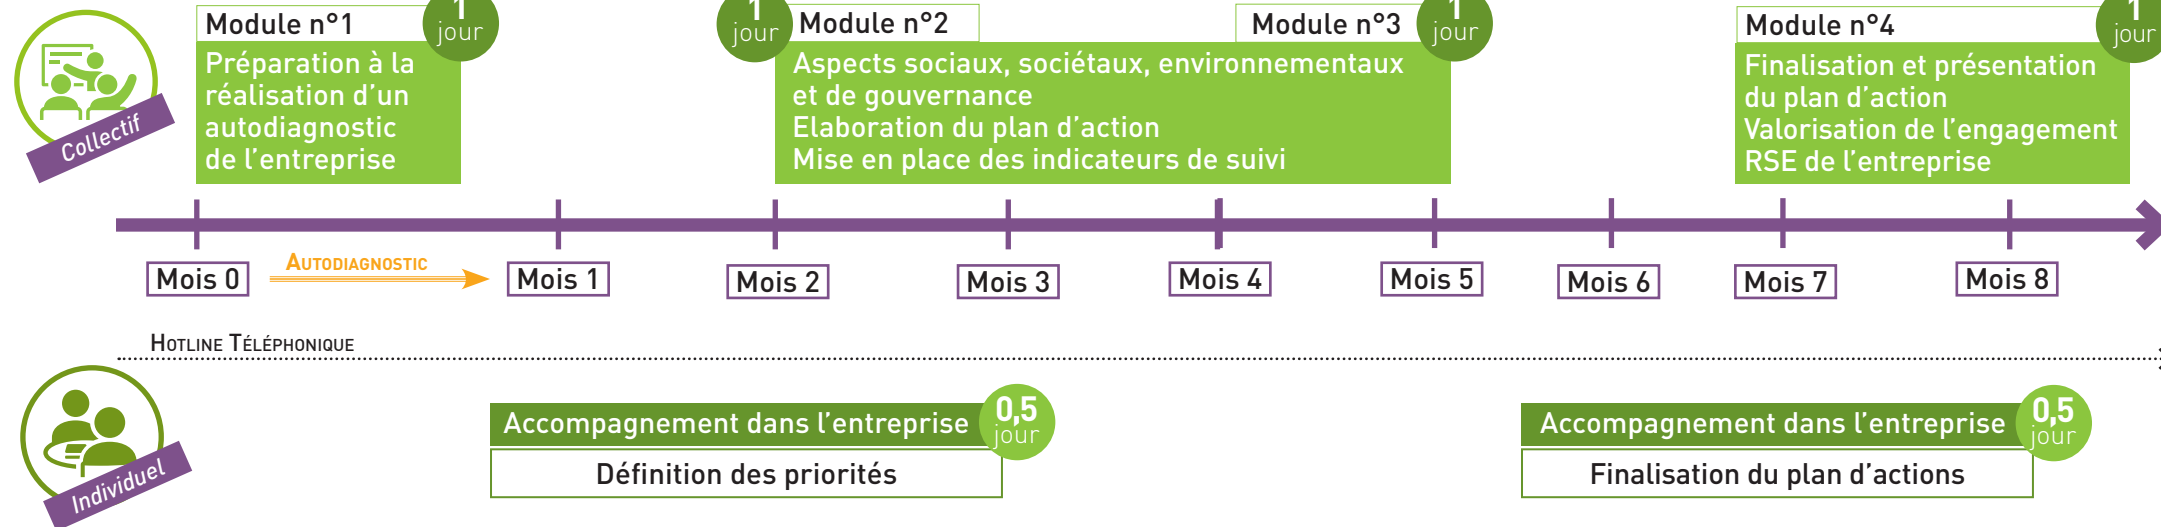 Module n°1
1
jour
Préparation à la
réalisation d'un
autodiagnostic
de l'entreprise
1
jour
Module n°2
Module n°3
1
jour
Aspects sociaux, sociétaux, environnementaux
et de gouvernance
Elaboration du plan d'action
Mise en place des indicateurs de suivi
Module n°4
1
jour
Finalisation et présentation
du plan d'action
Valorisation de l'engagement
RSE de l'entreprise
Collectif
Mois 0
Autodiagnostic
Mois 1
Mois 2
Mois 3
Mois 4
Mois 5
Mois 6
Mois 7
Mois 8
Hotline Téléphonique
Individuel
Accompagnement dans l'entreprise
0,5
jour
Définition des priorités
Accompagnement dans l'entreprise
0,5
jour
Finalisation du plan d'actions